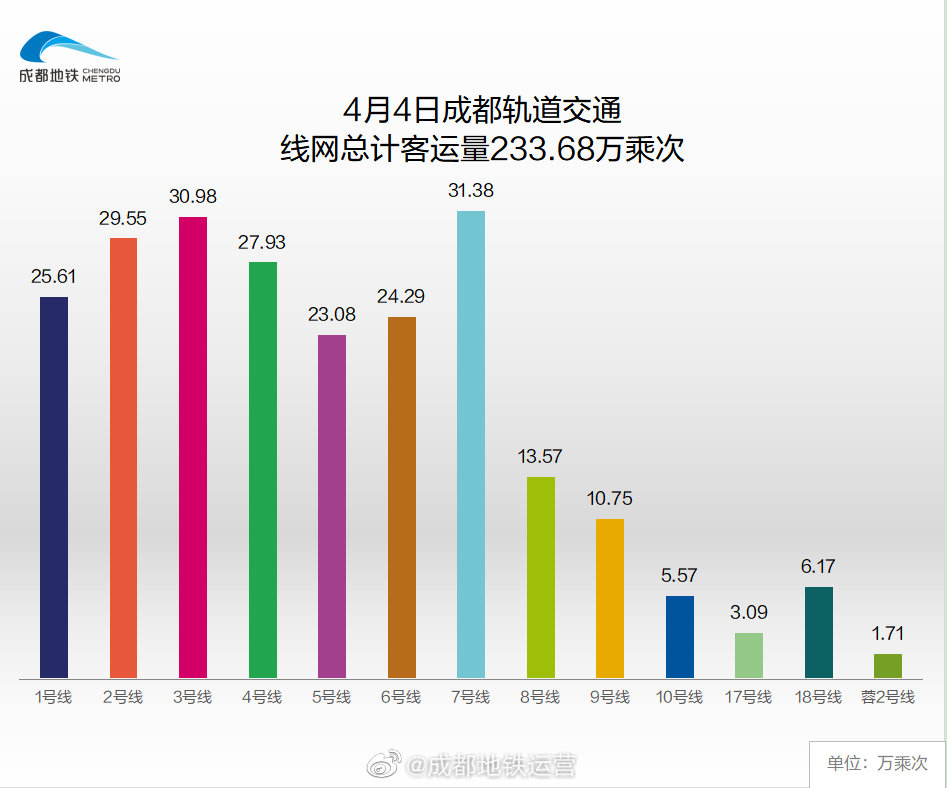 成都地铁 CHENGDU METRO
4月4日成都轨道交通
线网总计客运量233.68万乘次
25.61
29.55
30.98
27.93
23.08
24.29
31.38
13.57
10.75
5.57
3.09
6.17
1.71
1号线
2号线
3号线
4号线
5号线
6号线
7号线
8号线
9号线
10号线
17号线
18号线
蓉2号线
@成都地铁运营
单位：万乘次